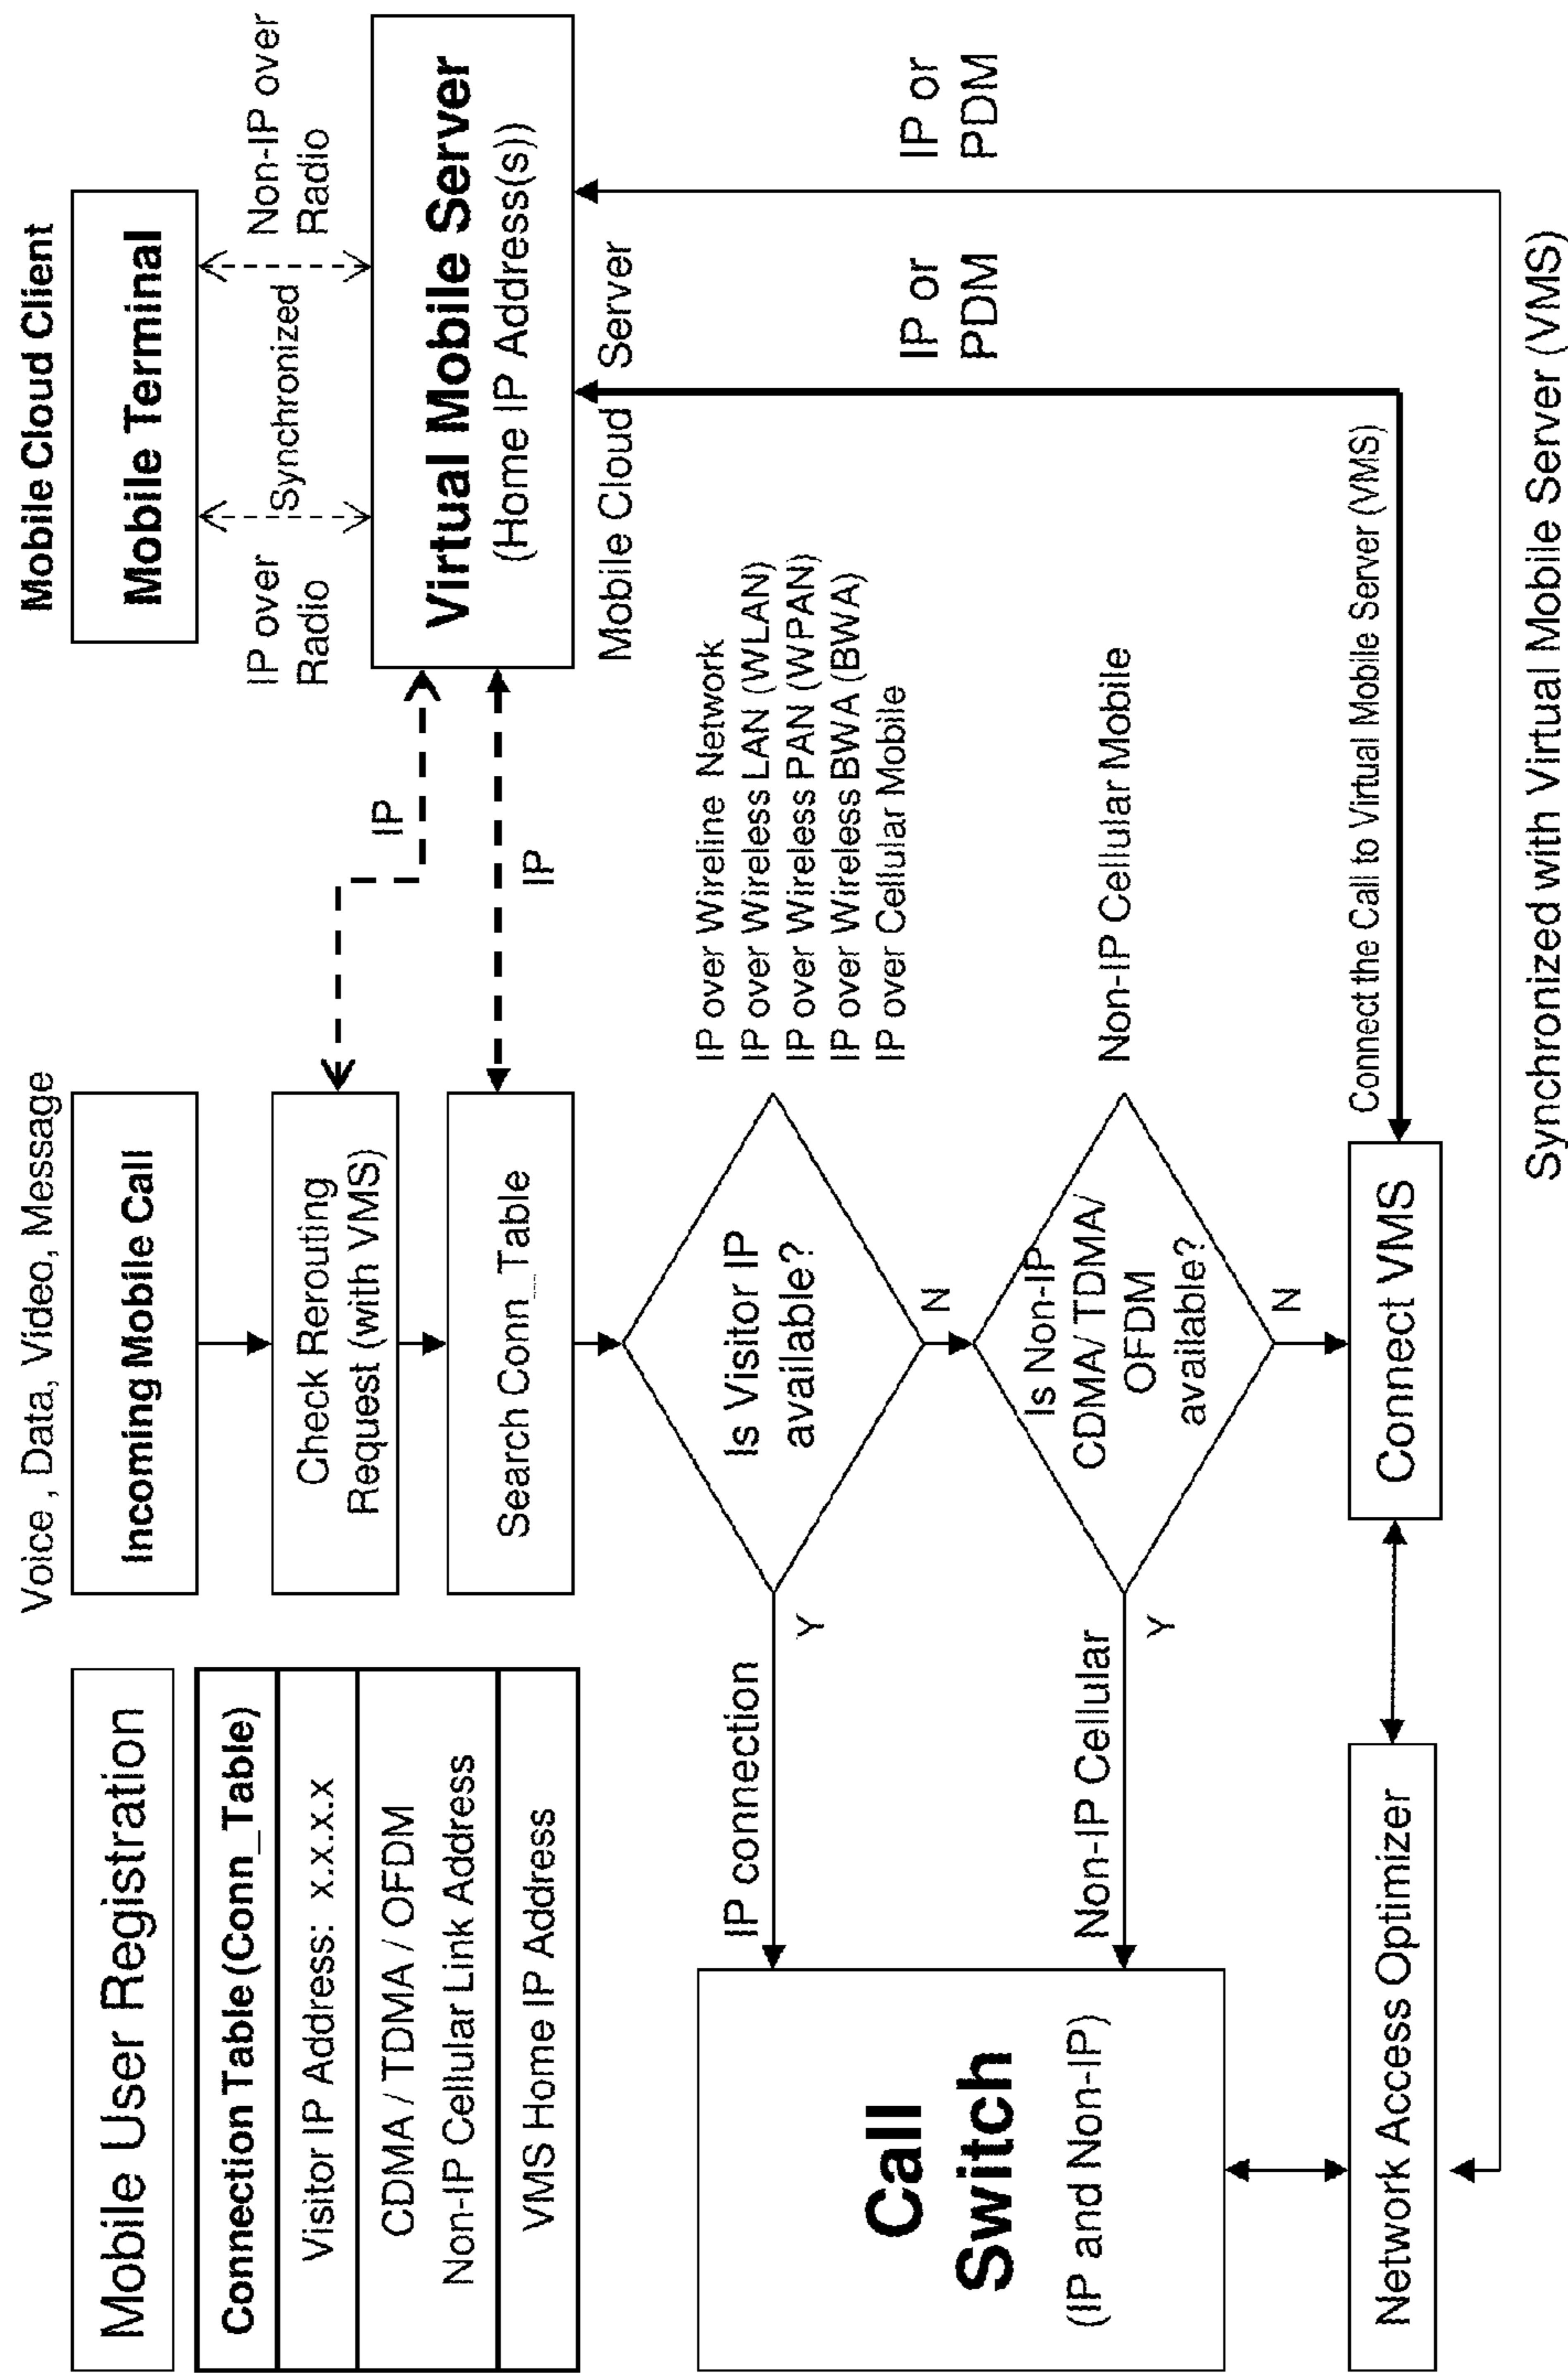 Mobile User Registration
Connection Table (Conn_Table)
Visitor IP Address: x.x.x.x
CDMA / TDMA / OFDM
Non-IP Cellular Link Address
VMS Home IP Address
Voice , Data, Video, Message
Incoming Mobile Call
Check Rerouting
Request (with VMS)
Search Conn_Table
Mobile Cloud Client
Mobile Terminal
IP over
Radio
Synchronized
Non-IP over
Radio
Virtual Mobile Server
(Home IP Address(s))
Mobile Cloud Server
IP
IP
Is Visitor IP
available?
Y
N
IP connection
IP over Wireline Network
IP over Wireless LAN (WLAN)
IP over Wireless PAN (WPAN)
IP over Wireless BWA (BWA)
IP over Cellular Mobile
Is Non-IP
CDMA/ TDMA/
OFDM
available?
Y
N
Non-IP Cellular
Non-IP Cellular Mobile
Call
Switch
(IP and Non-IP)
IP or
PDM
IP or
PDM
Network Access Optimizer
Connect VMS
Connect the Call to Virtual Mobile Server (VMS)
Synchronized with Virtual Mobile Server (VMS)